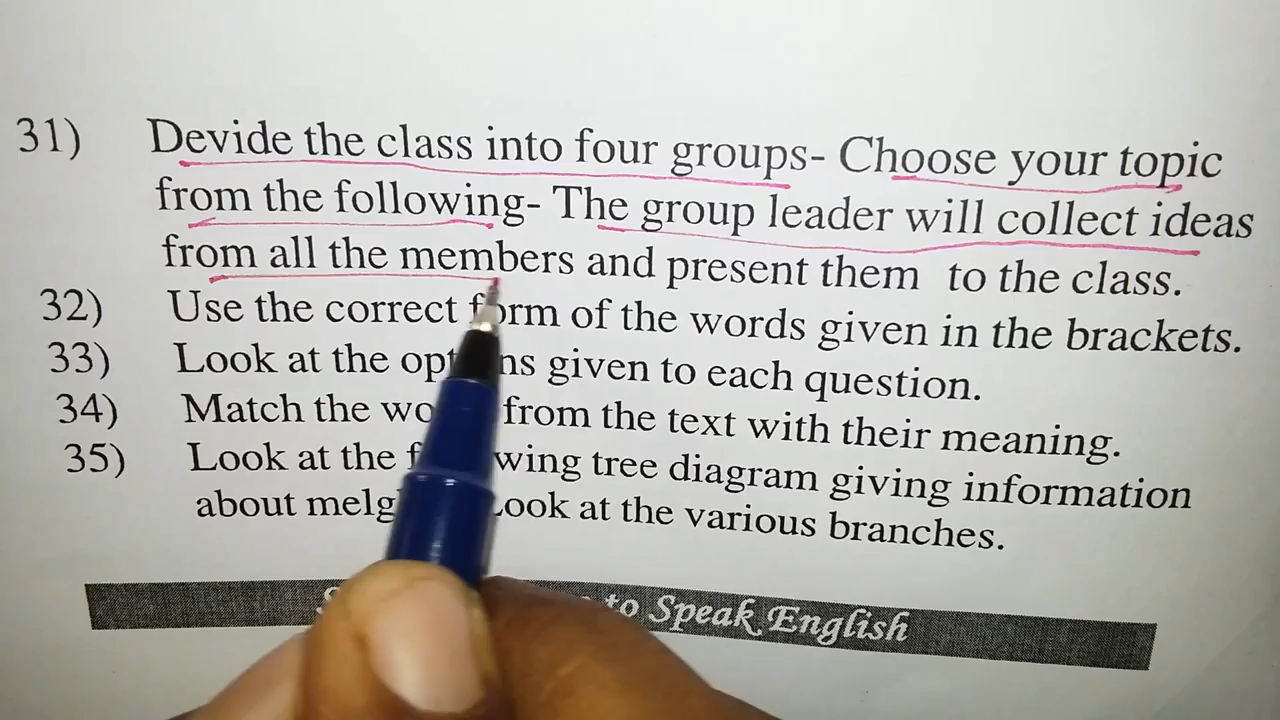 31) Devide the class into four groups- Choose your topic
from the following- The group leader will collect ideas
from all the members and present them to the class.
32) Use the correct form of the words given in the brackets.
33) Look at the given to each question.
34) Match the from the text with their meaning.
35) Look at the tree diagram giving information
about Look at the various branches.
to Speak English